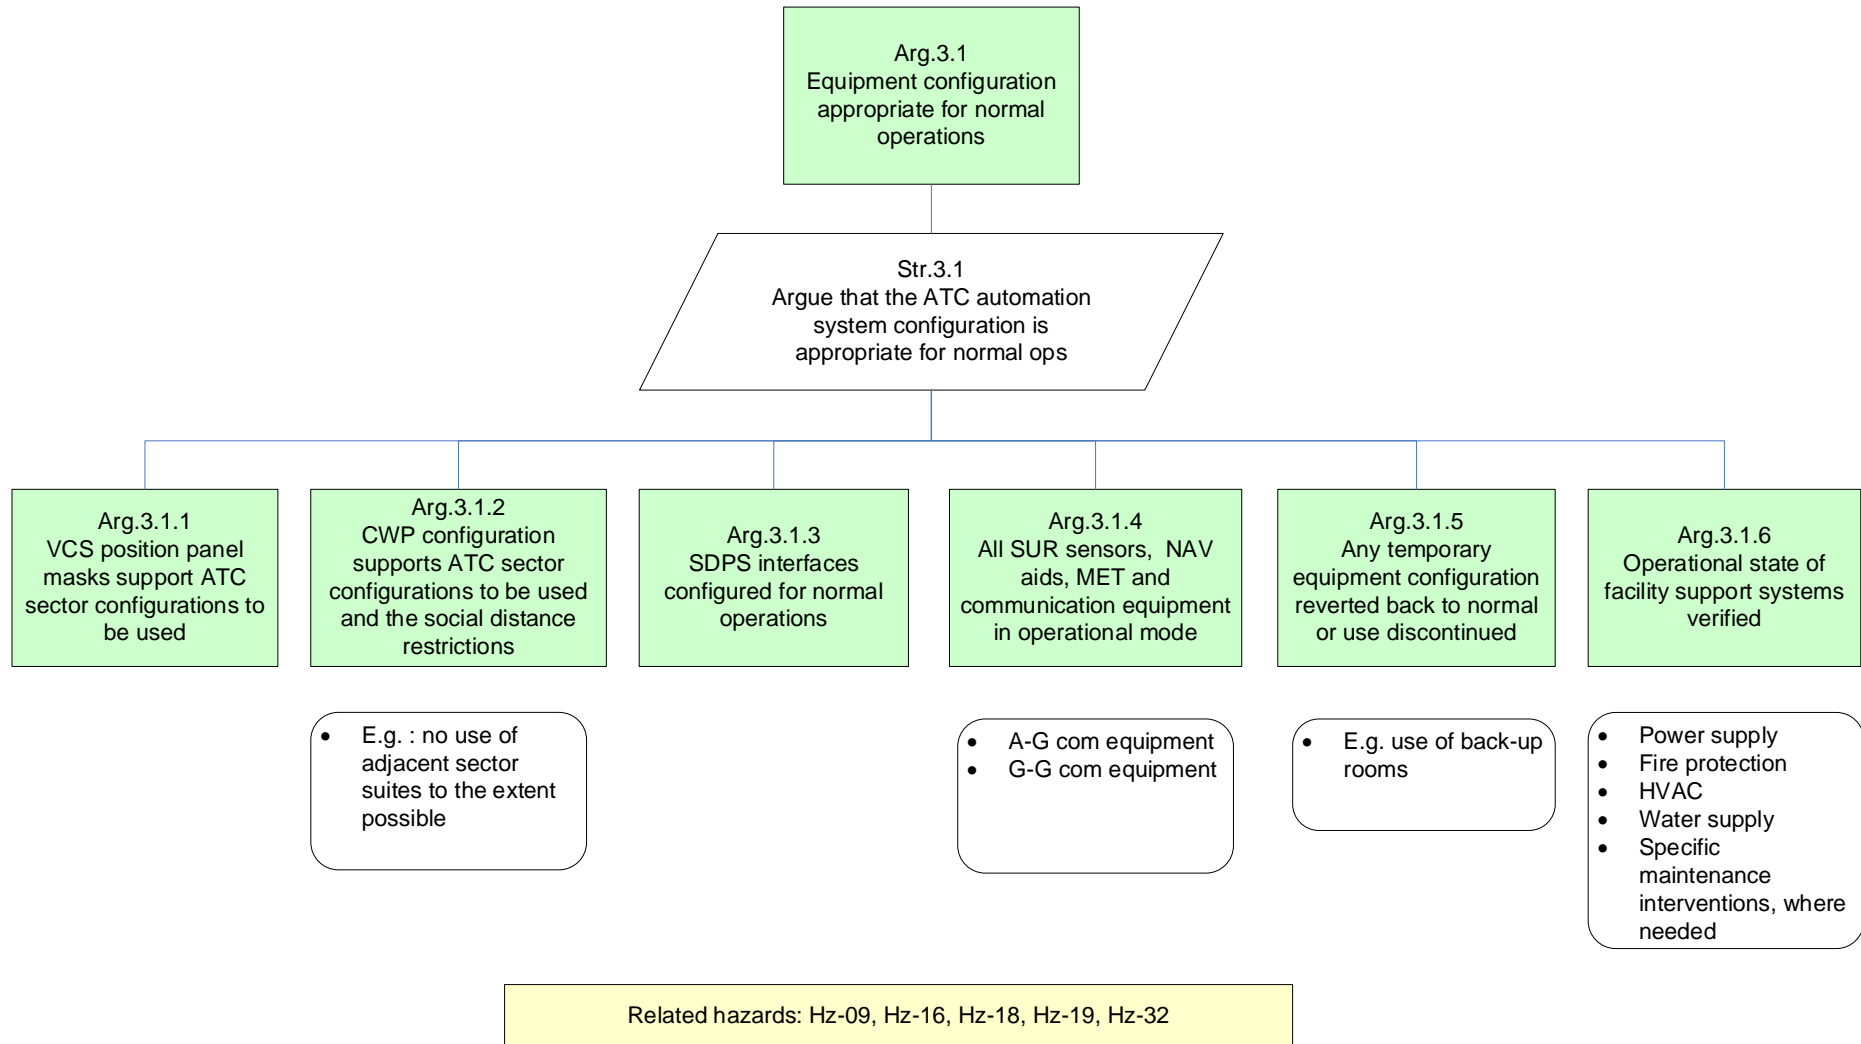 Arg.3.1
Equipment configuration
appropriate for normal
operations
Str.3.1
Argue that the ATC automation
system configuration is
appropriate for normal ops
Arg.3.1.1
VCS position panel
masks support ATC
sector configurations to
be used
Arg.3.1.2
CWP configuration
supports ATC sector
configurations to be used
and the social distance
restrictions
Arg.3.1.3
SDPS interfaces
configured for normal
operations
Arg.3.1.4
All SUR sensors,  NAV
aids, MET and
communication equipment
in operational mode
Arg.3.1.5
Any temporary
equipment configuration
reverted back to normal
or use discontinued
Arg.3.1.6
Operational state of
facility support systems
verified
• E.g. : no use of
adjacent sector
suites to the extent
possible
• A-G com equipment
• G-G com equipment
• E.g. use of back-up
rooms
• Power supply
• Fire protection
• HVAC
• Water supply
• Specific
maintenance
interventions, where
needed
Related hazards: Hz-09, Hz-16, Hz-18, Hz-19, Hz-32